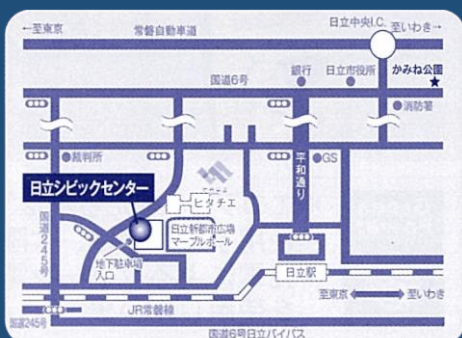 ←至東京
常磐自動車道
日立中央I.C.
至いわき→
国道6号
銀行
日立市役所
かみね公園
消防署
裁判所
平和通り
GS
日立シビックセンター
ヒタチエ
国道245号
日立新都市広場
マーブルホール
地下駐車場
入口
日立駅
至東京
至いわき
国道245号
JR常磐線
国道6号日立バイパス